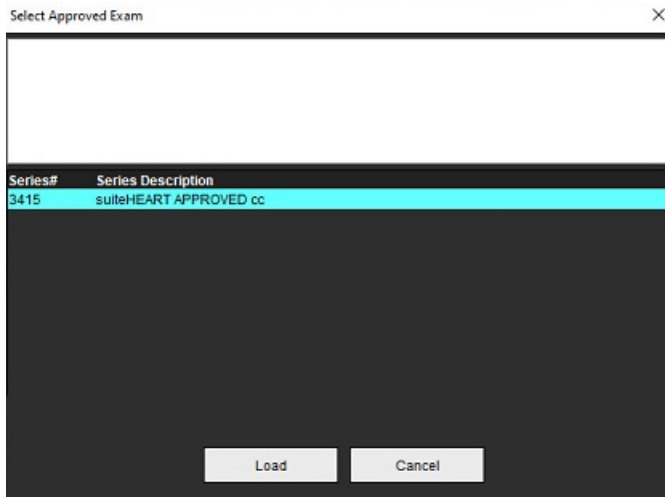 Select Approved Exam
Series# Series Description
3415 suiteHEART APPROVED cc
Load Cancel